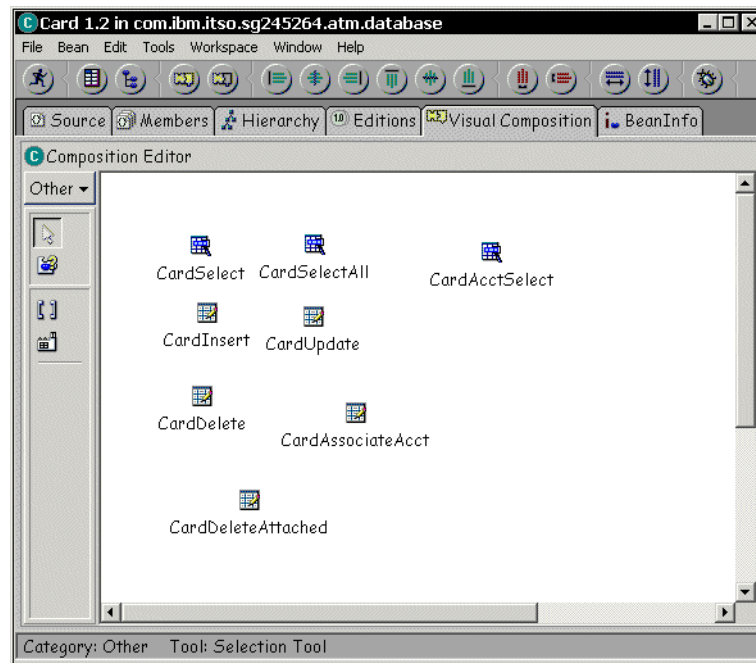 Card 1.2 in com.ibm.itso.sg245264.atm.database
File Bean Edit Tools Workspace Window Help
Source Members Hierarchy Editions Visual Composition BeanInfo
Composition Editor
Other
CardSelect CardSelectAll CardAcctSelect
CardInsert CardUpdate
CardDelete CardAssociateAcct
CardDeleteAttached
Category: Other Tool: Selection Tool